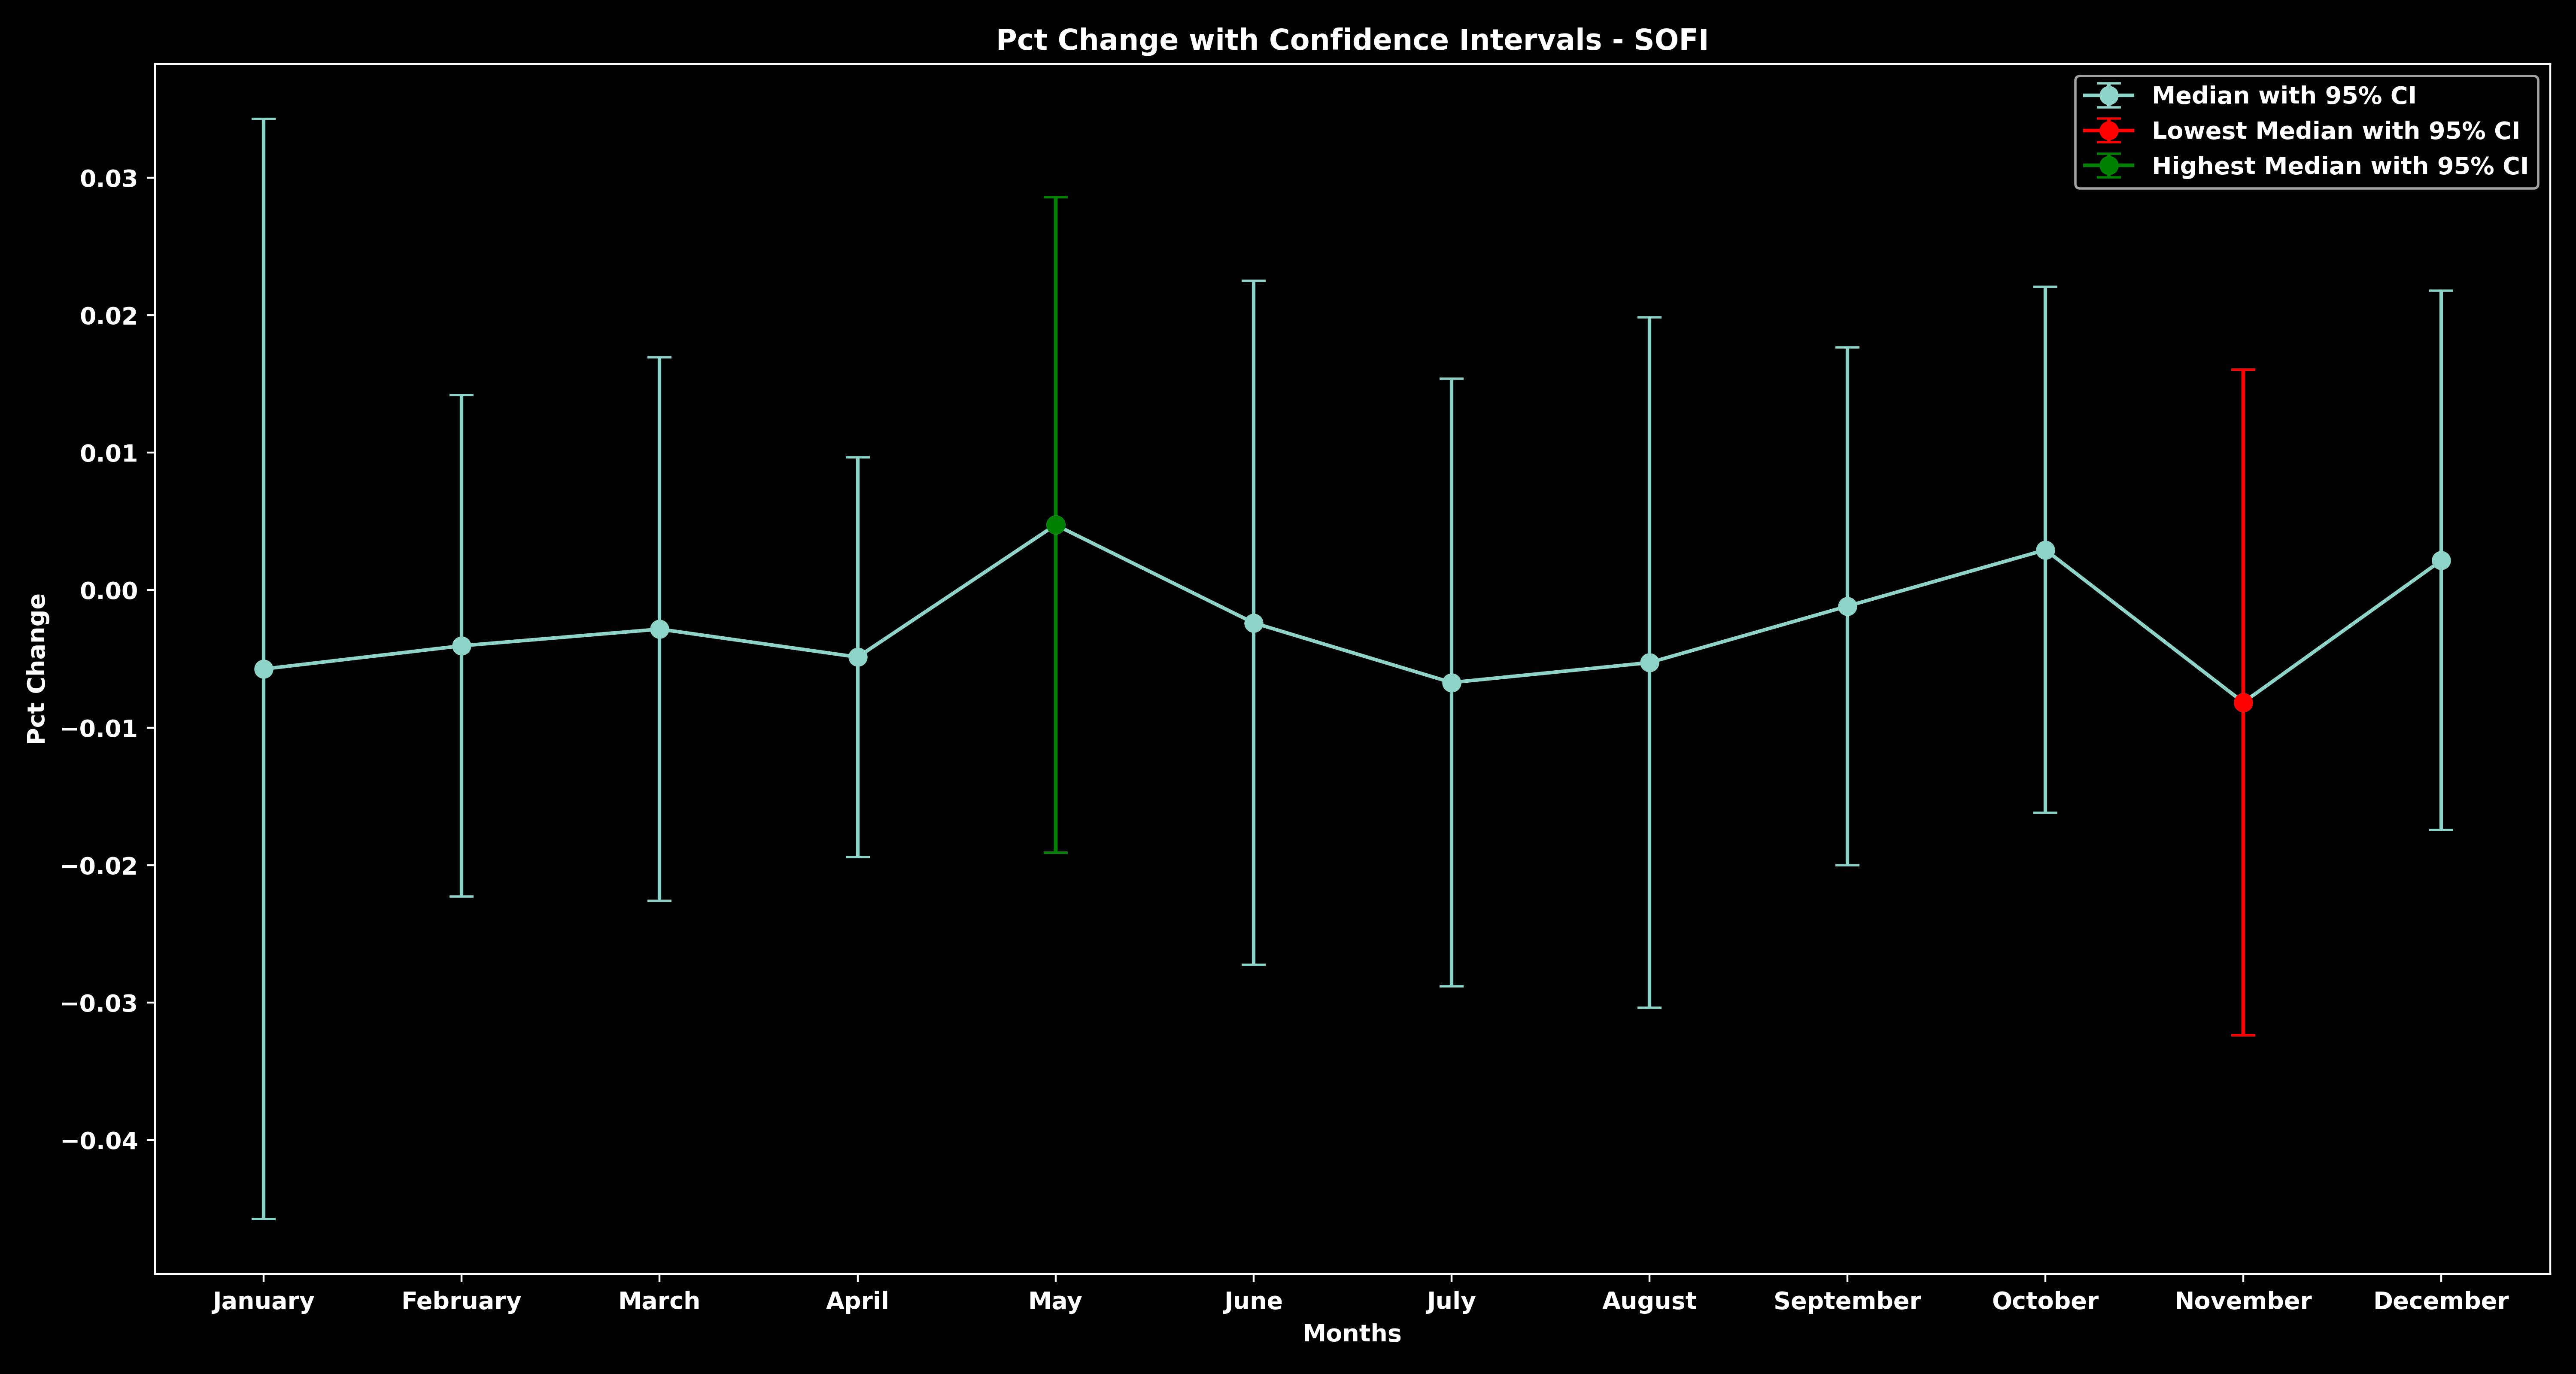 Pct Change with Confidence Intervals - SOFI
Median with 95% CI
Lowest Median with 95% CI
Highest Median with 95% CI
0.03
0.02
0.01
0.00
−0.01
−0.02
−0.03
−0.04
Pct Change
January February March April May June July August September October November December
Months